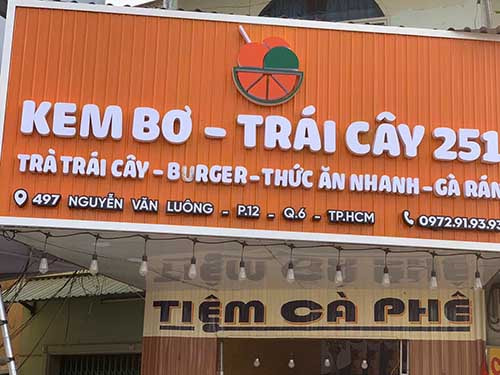 KEM BƠ - TRÁI CÂY 251
TRÀ TRÁI CÂY - BURGER - THỨC ĂN NHANH - GÀ RÁN
497 NGUYỄN VĂN LUÔNG - P.12 - Q.6 - TP.HCM 0972.91.93.93
TIỆM CÀ PHÊ